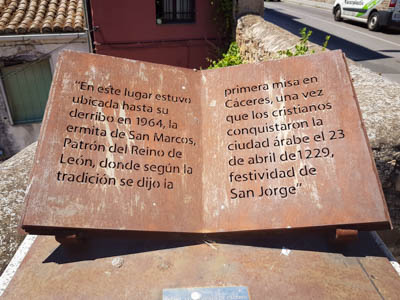 “En este lugar estuvo
ubicada hasta su
derribo en 1964, la
ermita de San Marcos,
Patrón del Reino de
León, donde según la
tradición se dijo la
primera misa en
Cáceres, una vez
que los cristianos
conquistaron la
ciudad árabe el 23
de abril de1229,
festividad de
San Jorge”